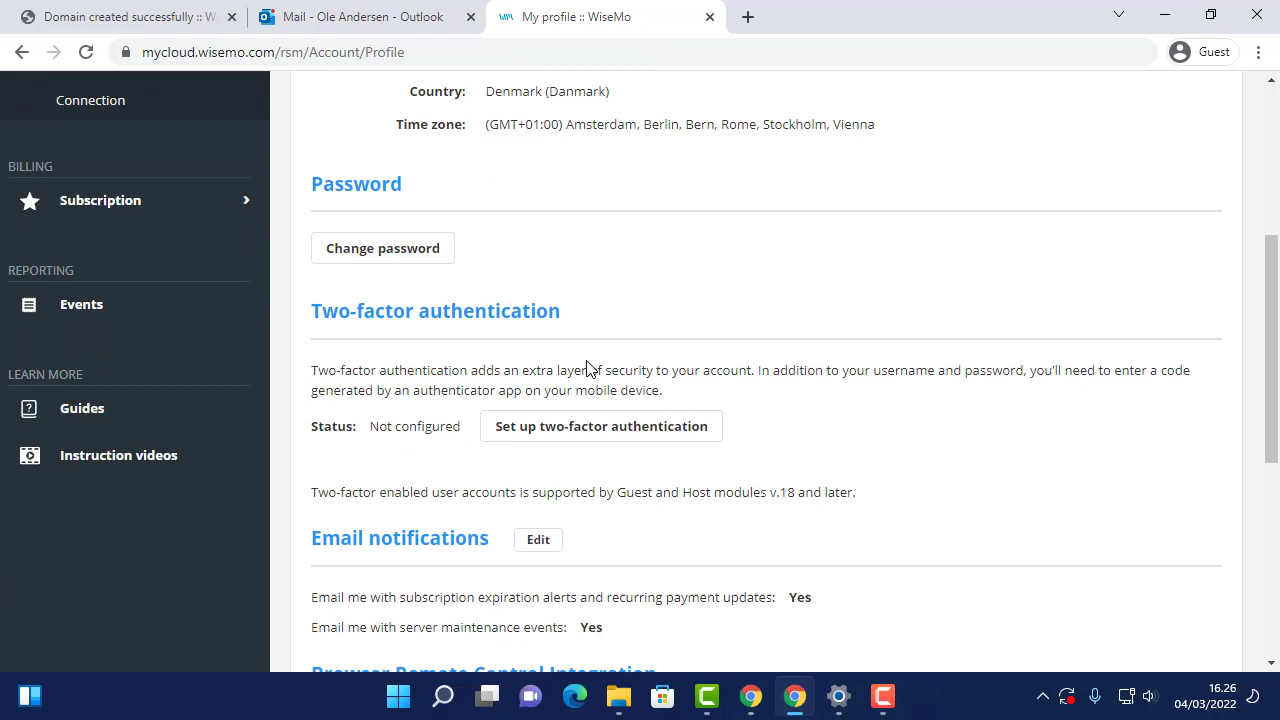 Domain created successfully :: Wi
Mail - Ole Andersen - Outlook
My profile :: WiseMo
mycloud.wisemo.com/rsm/Account/Profile
Guest
Connection
BILLING
Subscription
REPORTING
Events
LEARN MORE
Guides
Instruction videos
Country: Denmark (Danmark)
Time zone: (GMT+01:00) Amsterdam, Berlin, Bern, Rome, Stockholm, Vienna
Password
Change password
Two-factor authentication
Two-factor authentication adds an extra layer of security to your account. In addition to your username and password, you'll need to enter a code
generated by an authenticator app on your mobile device.
Status: Not configured Set up two-factor authentication
Two-factor enabled user accounts is supported by Guest and Host modules v.18 and later.
Email notifications Edit
Email me with subscription expiration alerts and recurring payment updates: Yes
Email me with server maintenance events: Yes
Browser Remote Control Integration
16.26
04/03/2022